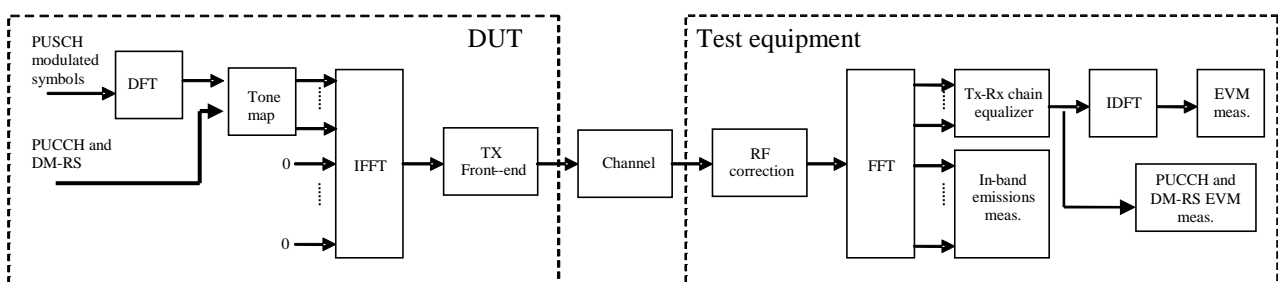 DUT
Test equipment
PUSCH
modulated
symbols
DFT
Tone
map
PUCCH and
DM-RS
0
0
IFFT
TX
Front--end
Channel
RF
correction
FFT
Tx-Rx chain
equalizer
In-band
emissions
meas.
IDFT
EVM
meas.
PUCCH and
DM-RS EVM
meas.